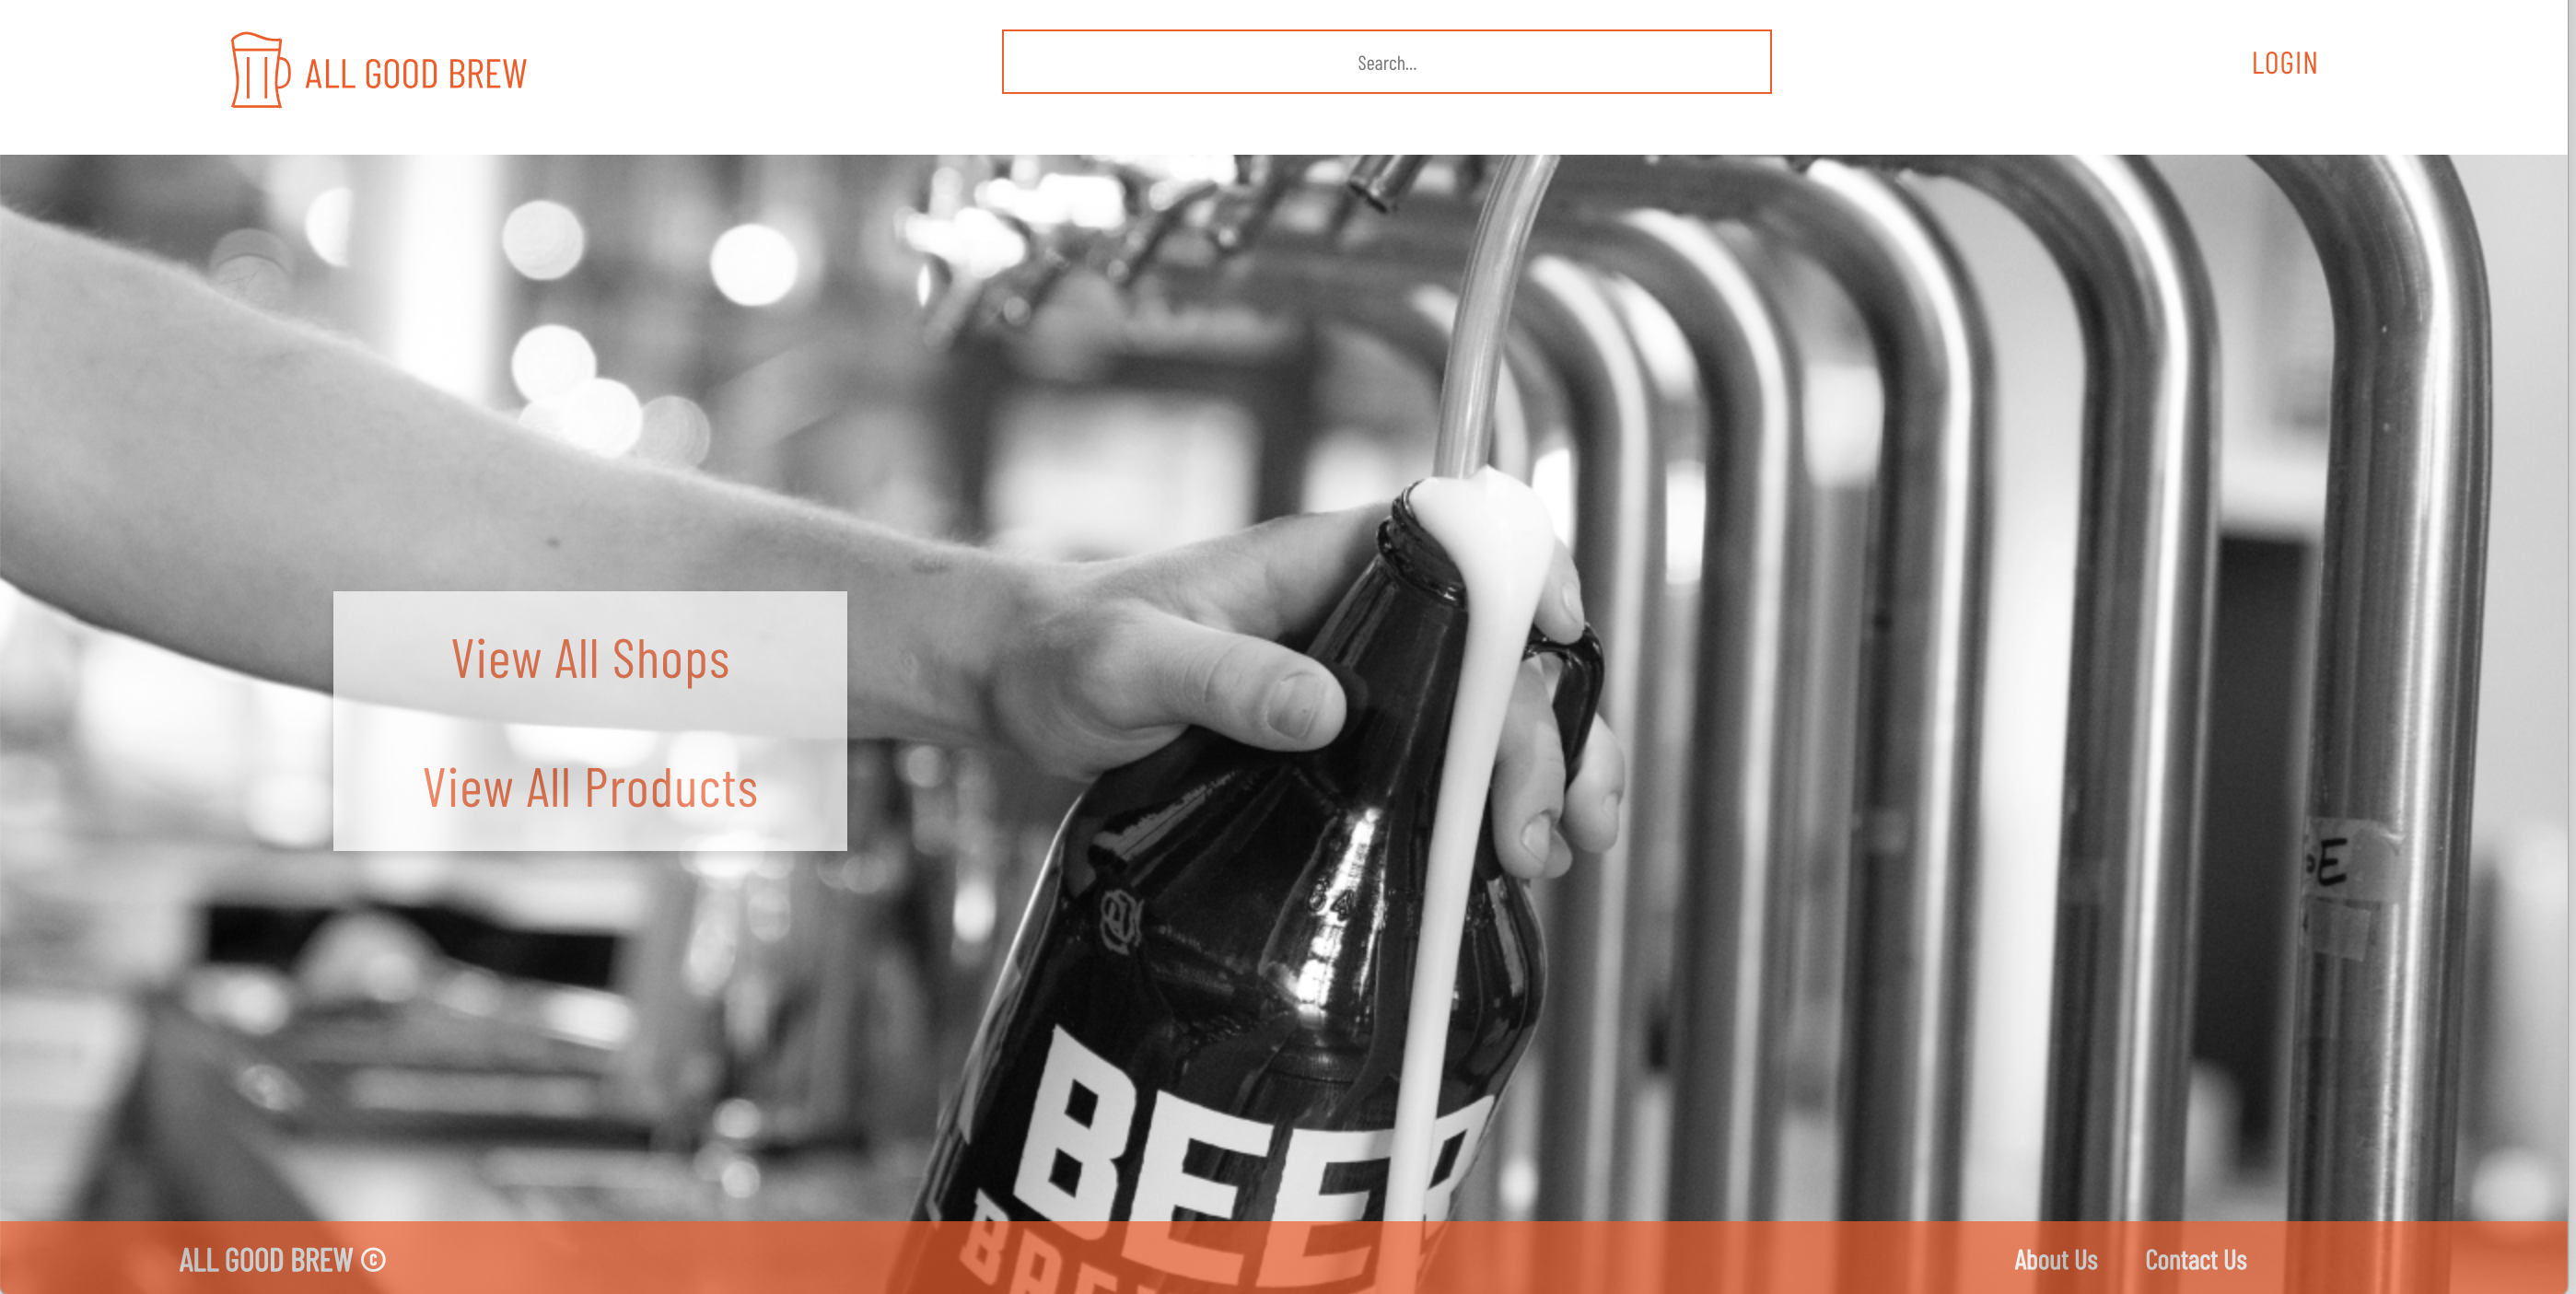 ALL GOOD BREW
Search...
LOGIN
View All Shops
View All Products
BEER
ALL GOOD BREW ©
About Us
Contact Us